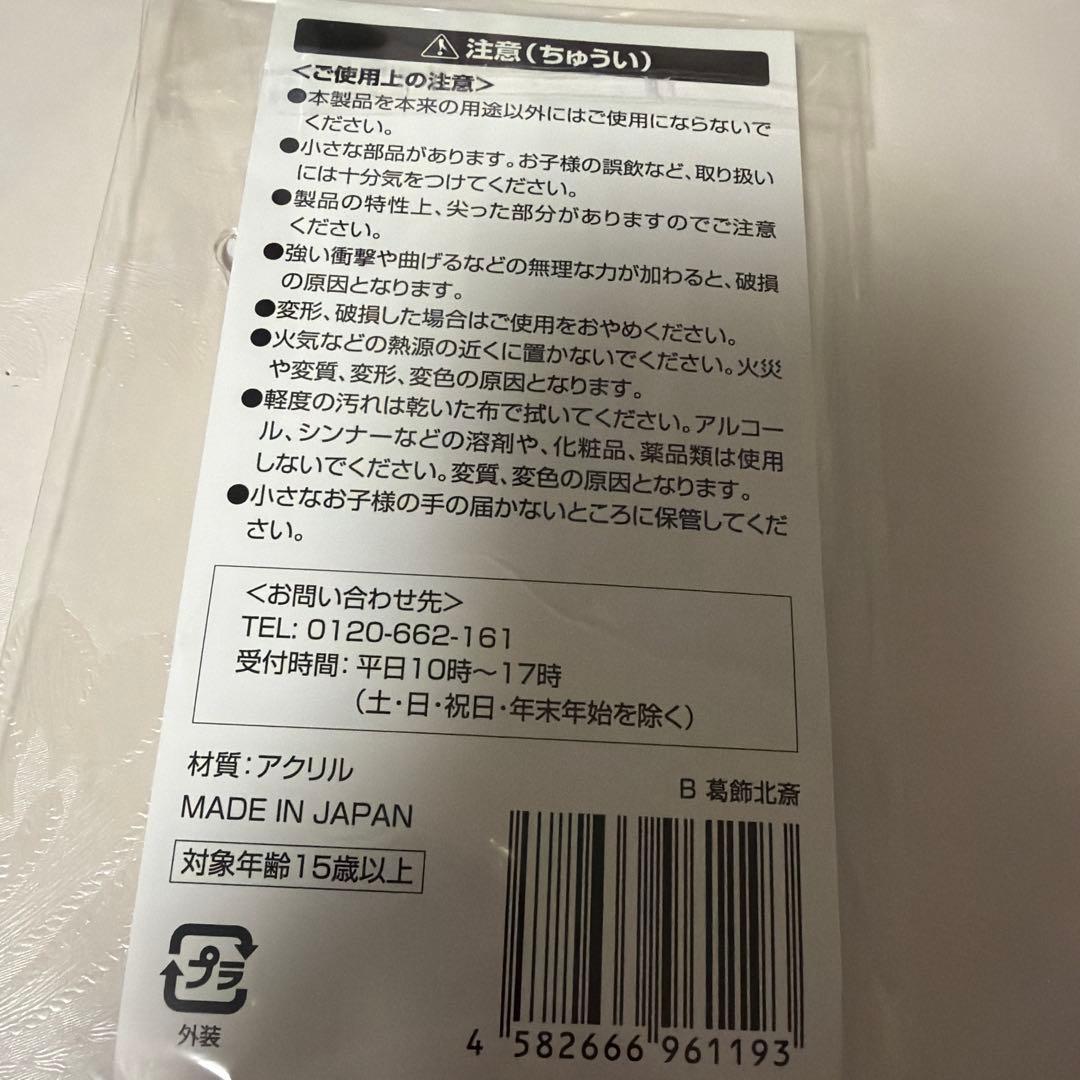 注意(ちゅうい)
<ご使用上の注意>
●本製品を本来の用途以外にはご使用にならないで
ください。
●小さな部品があります。お子様の誤飲など、取り扱い
には十分気をつけてください。
●製品の特性上、尖った部分がありますのでご注意
ください。
●強い衝撃や曲げるなどの無理な力が加わると、破損
の原因となります。
●変形、破損した場合はご使用をおやめください。
●火気などの熱源の近くに置かないでください。火災
や変質、変形、変色の原因となります。
●軽度の汚れは乾いた布で拭いてください。アルコー
ル、シンナーなどの溶剤や、化粧品、薬品類は使用
しないでください。変質、変色の原因となります。
●小さなお子様の手の届かないところに保管してくだ
さい。
<お問い合わせ先>
TEL: 0120-662-161
受付時間：平日10時〜17時
(土・日・祝日・年末年始を除く)
材質：アクリル
MADE IN JAPAN
対象年齢15歳以上
B 葛飾北斎
プラ
外装
4 582666 961193